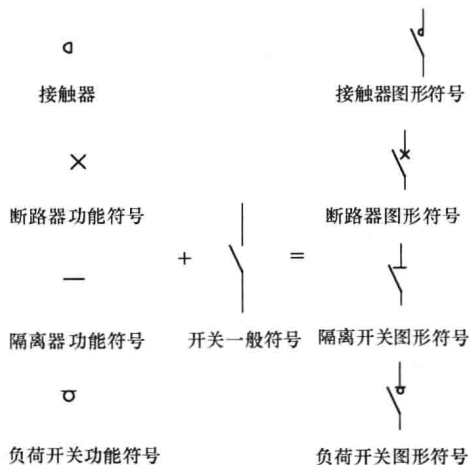 接触器
接触器图形符号
断路器功能符号
断路器图形符号
+
=
隔离器功能符号
开关一般符号
隔离开关图形符号
负荷开关功能符号
负荷开关图形符号